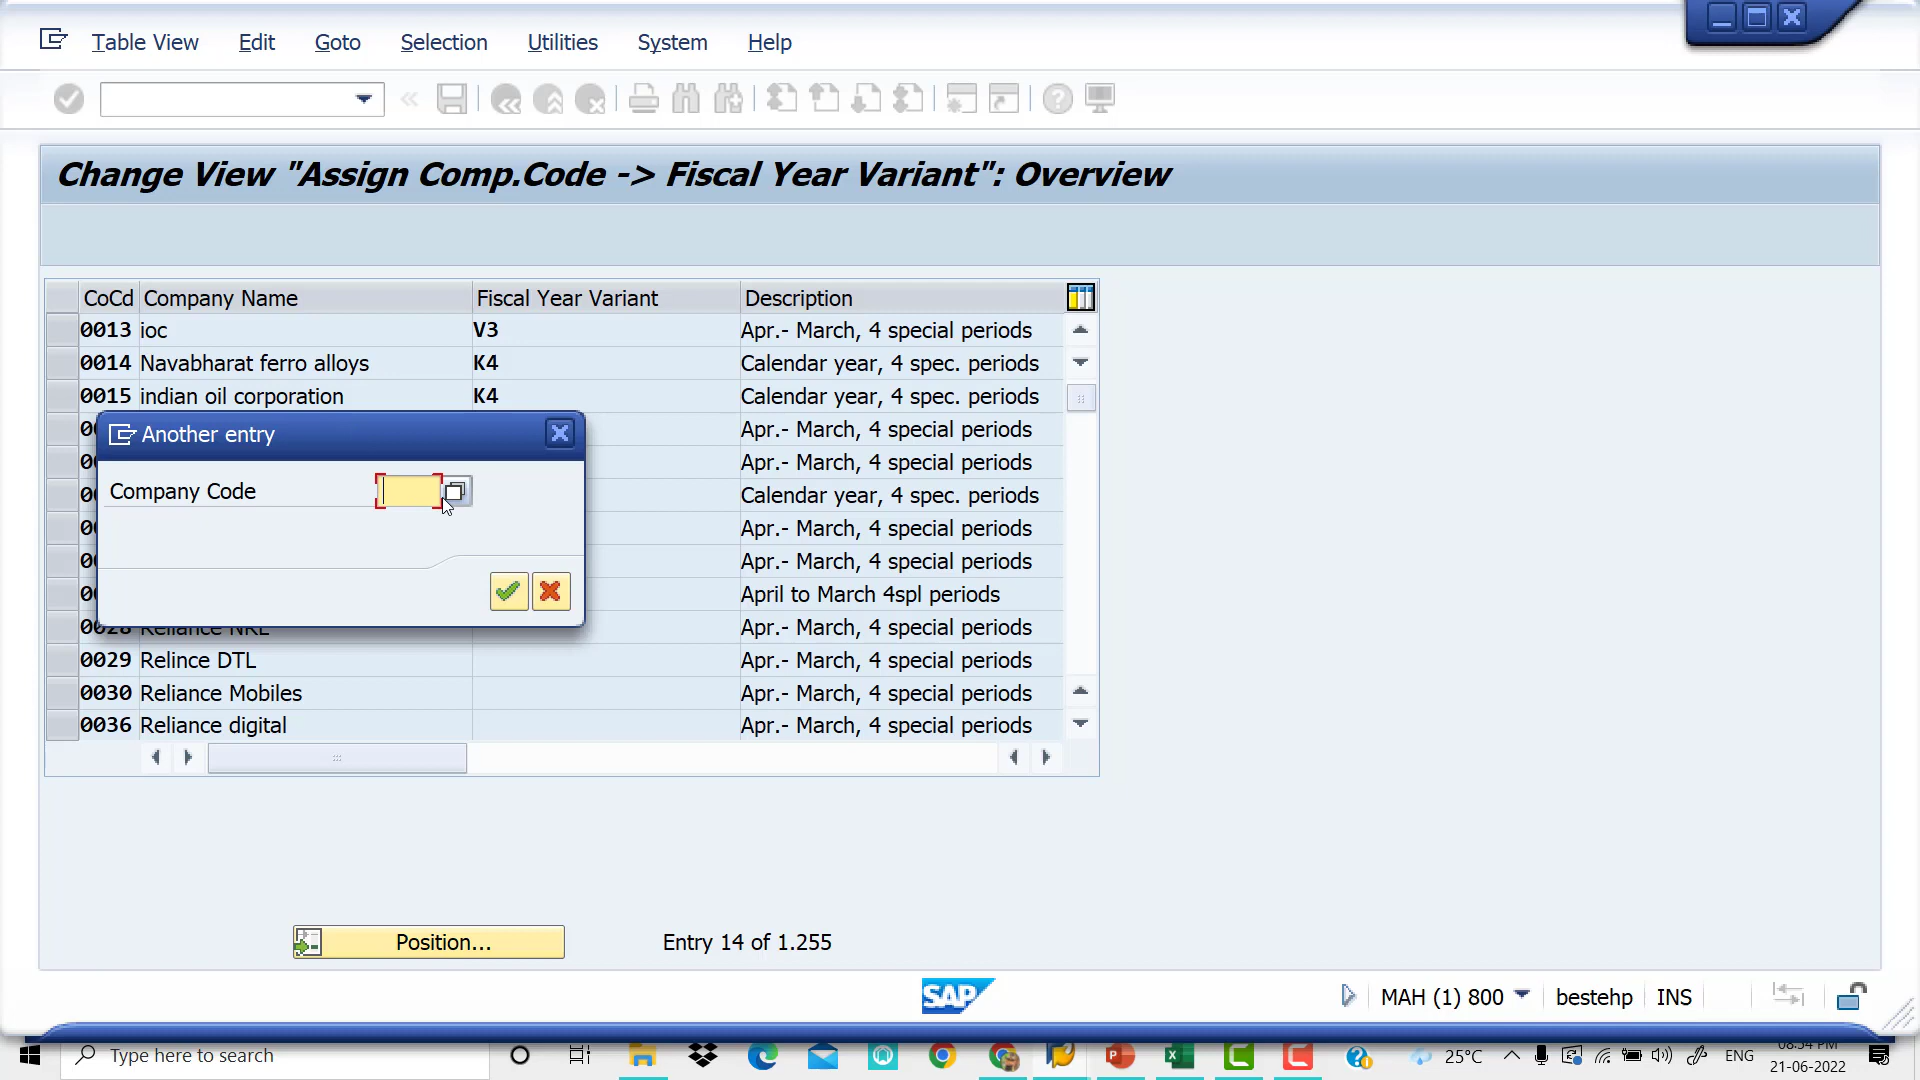 Table View Edit Goto Selection Utilities System Help
Change View "Assign Comp.Code -> Fiscal Year Variant": Overview
CoCd Company Name Fiscal Year Variant Description
0013 ioc V3 Apr.- March, 4 special periods
0014 Navabharat ferro alloys K4 Calendar year, 4 spec. periods
0015 indian oil corporation K4 Calendar year, 4 spec. periods
Apr.- March, 4 special periods
Another entry
Apr.- March, 4 special periods
Company Code
Calendar year, 4 spec. periods
Apr.- March, 4 special periods
Apr.- March, 4 special periods
April to March 4spl periods
0028 Reliance NRL Apr.- March, 4 special periods
0029 Relince DTL Apr.- March, 4 special periods
0030 Reliance Mobiles Apr.- March, 4 special periods
0036 Reliance digital Apr.- March, 4 special periods
Position... Entry 14 of 1.255
SAP MAH (1) 800 bestehp INS
Type here to search 25°C ENG 08:54 PM
21-06-2022